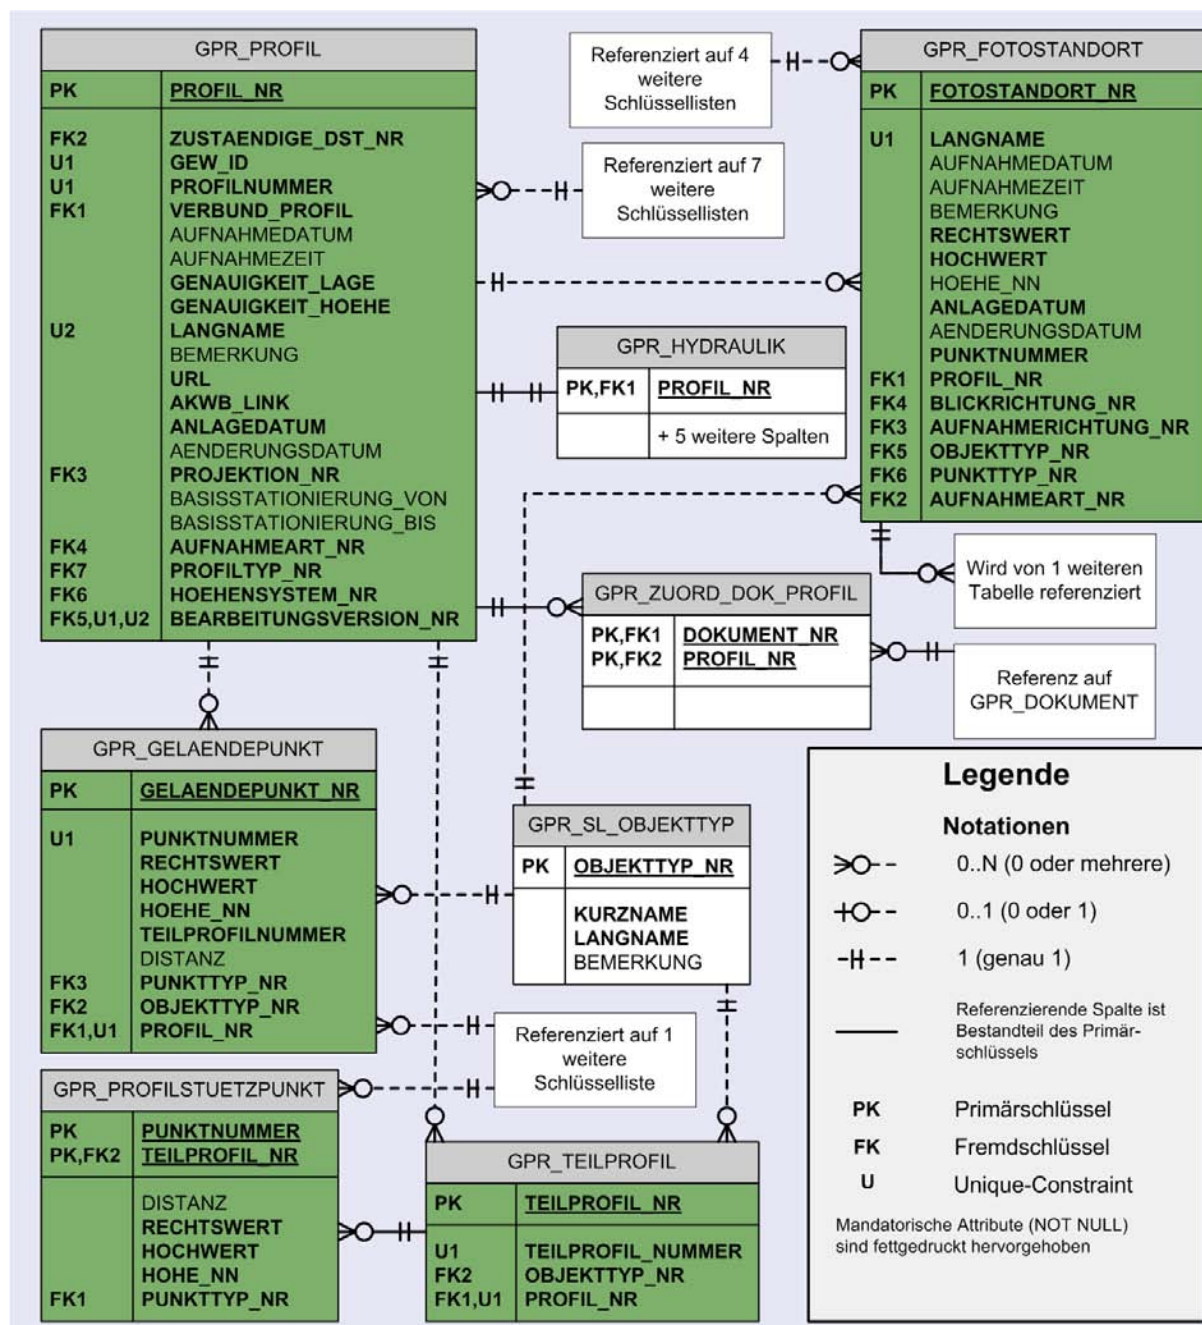 GPR_PROFIL
PK PROFIL_NR
FK2 ZUSTAENDIGE_DST_NR
U1 GEW_ID
U1 PROFILNUMMER
FK1 VERBUND_PROFIL
AUFNAHMEDATUM
AUFNAHMEZEIT
GENAUIGKEIT_LAGE
GENAUIGKEIT_HOEHE
U2 LANGNAME
BEMERKUNG
URL
AKWB_LINK
ANLAGEDATUM
AENDERUNGSDATUM
FK3 PROJEKTION_NR
BASISSTATIONIERUNG_VON
BASISSTATIONIERUNG_BIS
FK4 AUFNAHMEART_NR
FK7 PROFILTYP_NR
FK6 HOEHENSYSTEM_NR
FK5,U1,U2 BEARBEITUNGSVERSION_NR
Referenziert auf 4
weitere
Schlüssellisten
Referenziert auf 7
weitere
Schlüssellisten
GPR_FOTOSTANDORT
PK FOTOSTANDORT_NR
U1 LANGNAME
AUFNAHMEDATUM
AUFNAHMEZEIT
BEMERKUNG
RECHTSWERT
HOCHWERT
HOEHE_NN
ANLAGEDATUM
AENDERUNGSDATUM
PUNKTNUMMER
FK1 PROFIL_NR
FK4 BLICKRICHTUNG_NR
FK3 AUFNAHMERICHTUNG_NR
FK5 OBJEKTTYP_NR
FK6 PUNKTTYP_NR
FK2 AUFNAHMEART_NR
GPR_HYDRAULIK
PK,FK1 PROFIL_NR
+ 5 weitere Spalten
Wird von 1 weiteren
Tabelle referenziert
GPR_ZUORD_DOK_PROFIL
PK,FK1 DOKUMENT_NR
PK,FK2 PROFIL_NR
Referenz auf
GPR_DOKUMENT
GPR_GELAENDEPUNKT
PK GELAENDEPUNKT_NR
U1 PUNKTNUMMER
RECHTSWERT
HOCHWERT
HOEHE_NN
TEILPROFILNUMMER
DISTANZ
FK3 PUNKTTYP_NR
FK2 OBJEKTTYP_NR
FK1,U1 PROFIL_NR
GPR_SL_OBJEKTTYP
PK OBJEKTTYP_NR
KURZNAME
LANGNAME
BEMERKUNG
Referenziert auf 1
weitere
Schlüsselliste
GPR_PROFILSTUETZPUNKT
PK PUNKTNUMMER
PK,FK2 TEILPROFIL_NR
DISTANZ
RECHTSWERT
HOCHWERT
HOHE_NN
FK1 PUNKTTYP_NR
GPR_TEILPROFIL
PK TEILPROFIL_NR
U1 TEILPROFIL_NUMMER
FK2 OBJEKTTYP_NR
FK1,U1 PROFIL_NR
Legende
Notationen
0..N (0 oder mehrere)
0..1 (0 oder 1)
1 (genau 1)
Referenzierende Spalte ist
Bestandteil des Primär-
schlüssels
PK Primärschlüssel
FK Fremdschlüssel
U Unique-Constraint
Mandatorische Attribute (NOT NULL)
sind fettgedruckt hervorgehoben